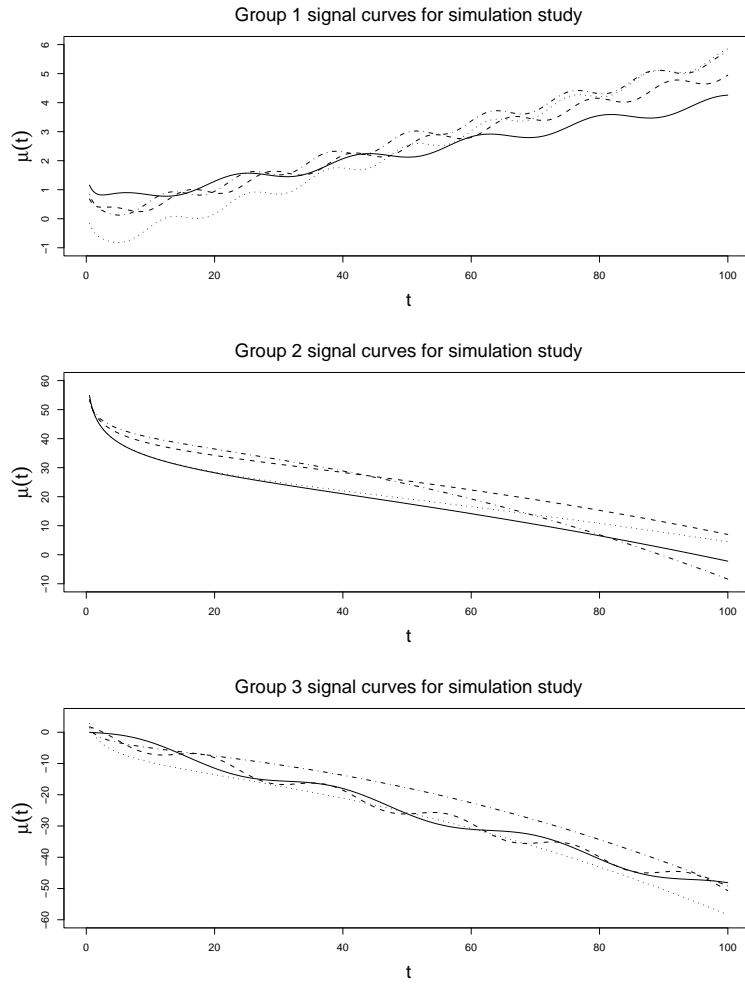 Group 1 signal curves for simulation study
6
5
4
3
2
1
0
−1
μ(t)
0 20 40 60 80 100
t
Group 2 signal curves for simulation study
60
50
40
30
20
10
0
−10
μ(t)
0 20 40 60 80 100
t
Group 3 signal curves for simulation study
0
−10
−20
−30
−40
−50
−60
μ(t)
0 20 40 60 80 100
t